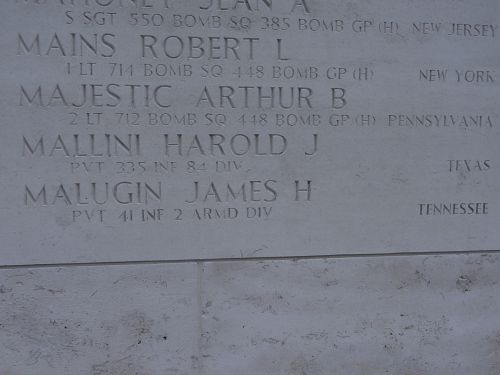 MAHONEY SEAN A
S SGT 550 BOMB SQ 385 BOMB GP (H) NEW JERSEY
MAINS ROBERT L
1 LT 714 BOMB SQ 448 BOMB GP (H) NEW YORK
MAJESTIC ARTHUR B
2 LT 712 BOMB SQ 448 BOMB GP (H) PENNSYLVANIA
MALLINI HAROLD J
PVT 335 INF 84 DIV TEXAS
MALUGIN JAMES H
PVT 41 INF 2 ARMD DIV TENNESSEE